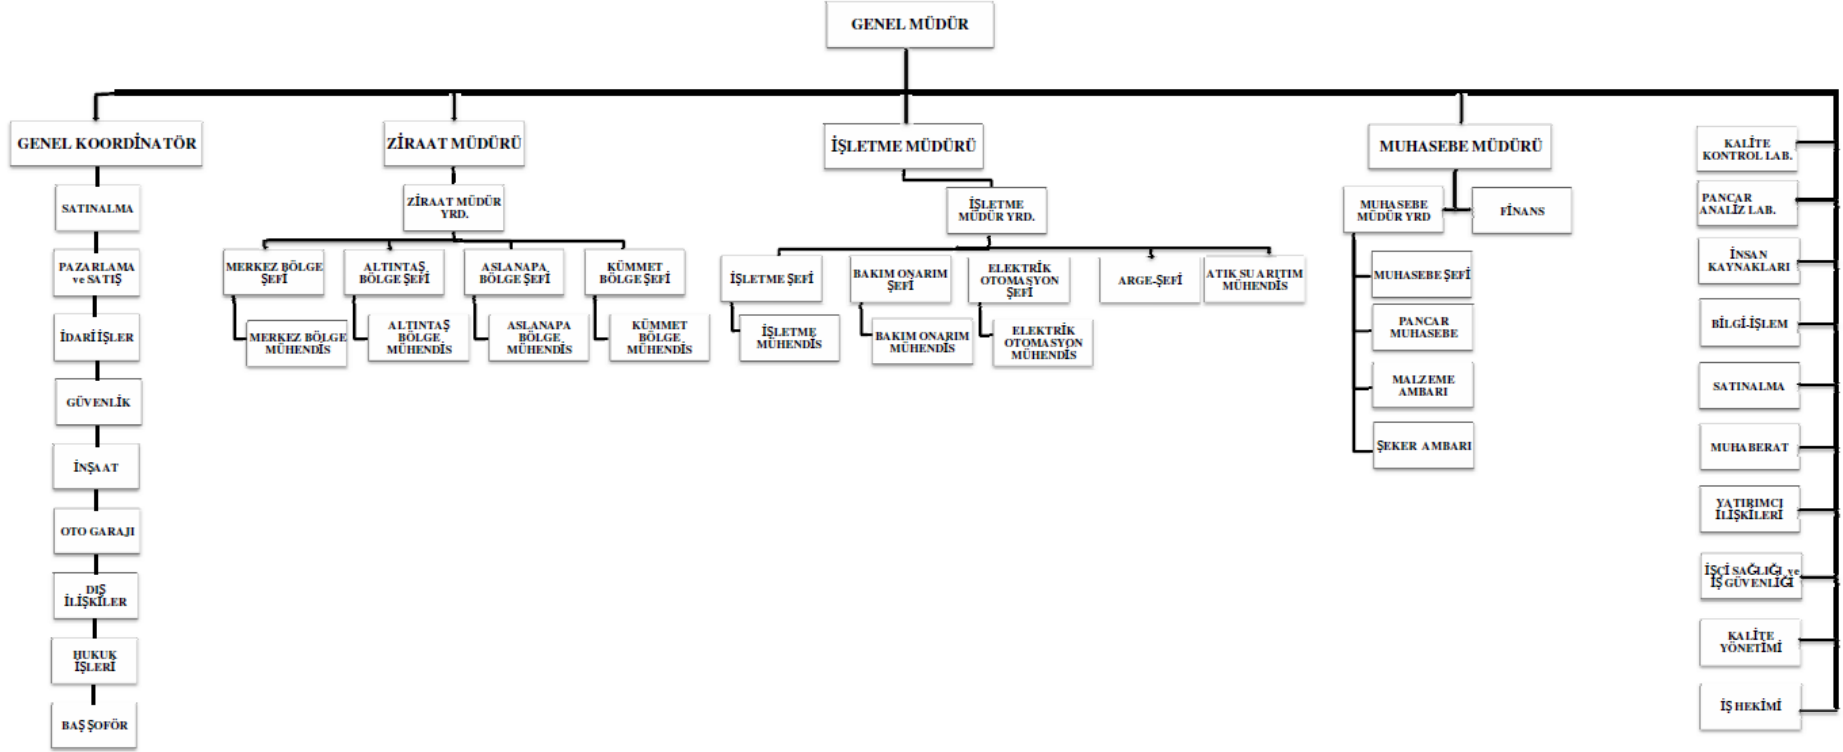 GENEL MÜDÜR
GENEL KOORDİNATÖR
SATINALMA
PAZARLAMA
ve SATIŞ
İDARİ İŞLER
GÜVENLİK
İNŞAAT
OTO GARAJI
DIŞ
İLİŞKİLER
HUKUK
İŞLERİ
BAŞ ŞOFÖR
ZİRAAT MÜDÜRÜ
ZİRAAT MÜDÜR
YRD.
MERKEZ BÖLGE
ŞEFİ
MERKEZ BÖLGE
MÜHENDİS
ALTINTAŞ
BÖLGE ŞEFİ
ALTINTAŞ
BÖLGE
MÜHENDİS
ASLANAPA
BÖLGE ŞEFİ
ASLANAPA
BÖLGE
MÜHENDİS
KÜMMET
BÖLGE ŞEFİ
KÜMMET
BÖLGE
MÜHENDİS
İŞLETME MÜDÜRÜ
İŞLETME
MÜDÜR YRD.
İŞLETME ŞEFİ
İŞLETME
MÜHENDİS
BAKIM ONARIM
ŞEFİ
BAKIM ONARIM
MÜHENDİS
ELEKTRİK
OTOMASYON
ŞEFİ
ELEKTRİK
OTOMASYON
MÜHENDİS
ARGE-ŞEFİ
ATIK SU ARITIM
MÜHENDİS
MUHASEBE MÜDÜRÜ
MUHASEBE
MÜDÜR YRD
FİNANS
MUHASEBE ŞEFİ
PANCAR
MUHASEBE
MALZEME
AMBARI
ŞEKER AMBARI
KALİTE
KONTROL LAB.
PANCAR
ANALİZ LAB.
İNSAN
KAYNAKLARI
BİLGİ-İŞLEM
SATINALMA
MUHABERAT
YATIRIMCI
İLİŞKİLERİ
İŞÇİ SAĞLIĞI ve
İŞ GÜVENLİĞİ
KALİTE
YÖNETİMİ
İŞ HEKİMİ